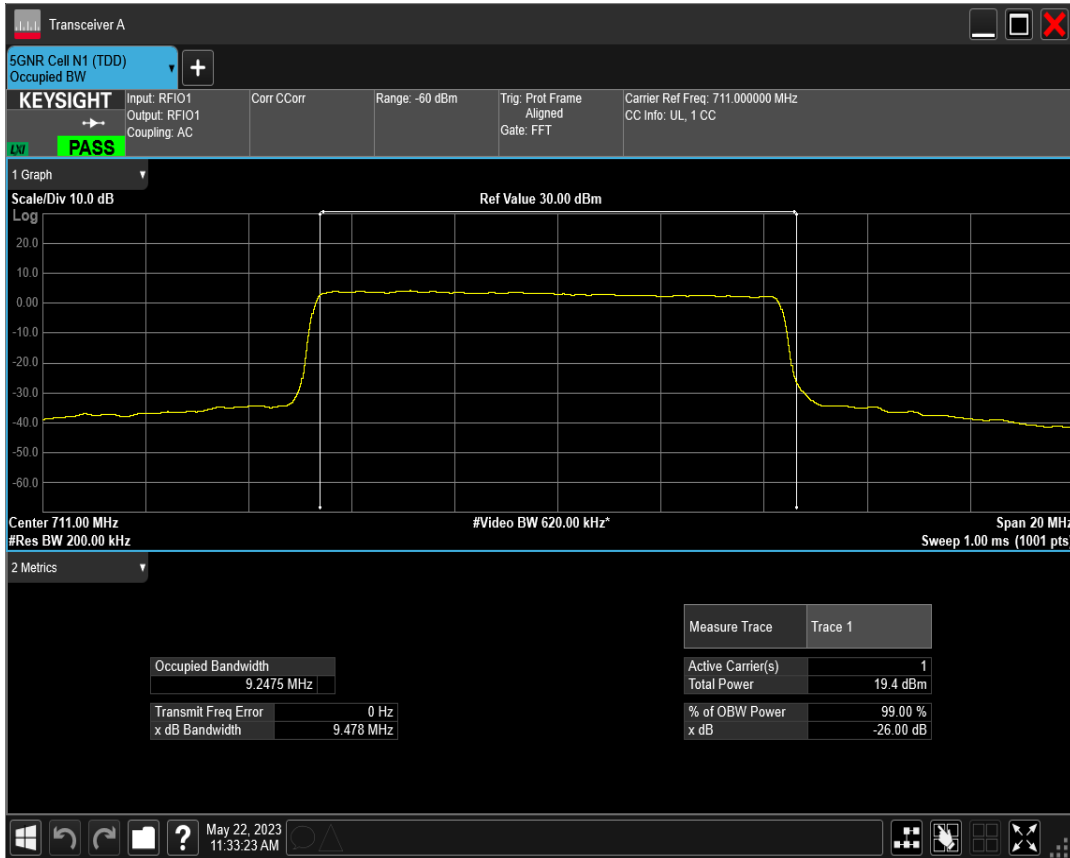 Transceiver A
5GNR Cell N1 (TDD)
Occupied BW
+
KEYSIGHT
LXI
PASS
Input: RFIO1
Output: RFIO1
Coupling: AC
Corr CCorr
Range: -60 dBm
Trig: Prot Frame
Aligned
Gate: FFT
Carrier Ref Freq: 711.000000 MHz
CC Info: UL, 1 CC
1 Graph
Scale/Div 10.0 dB
Ref Value 30.00 dBm
Log
20.0
10.0
0.00
-10.0
-20.0
-30.0
-40.0
-50.0
-60.0
Center 711.00 MHz
#Video BW 620.00 kHz*
Span 20 MHz
#Res BW 200.00 kHz
Sweep 1.00 ms (1001 pts)
2 Metrics
Measure Trace Trace 1
Occupied Bandwidth
9.2475 MHz
Active Carrier(s) 1
Total Power 19.4 dBm
Transmit Freq Error 0 Hz
x dB Bandwidth 9.478 MHz
% of OBW Power 99.00 %
x dB -26.00 dB
?
May 22, 2023
11:33:23 AM